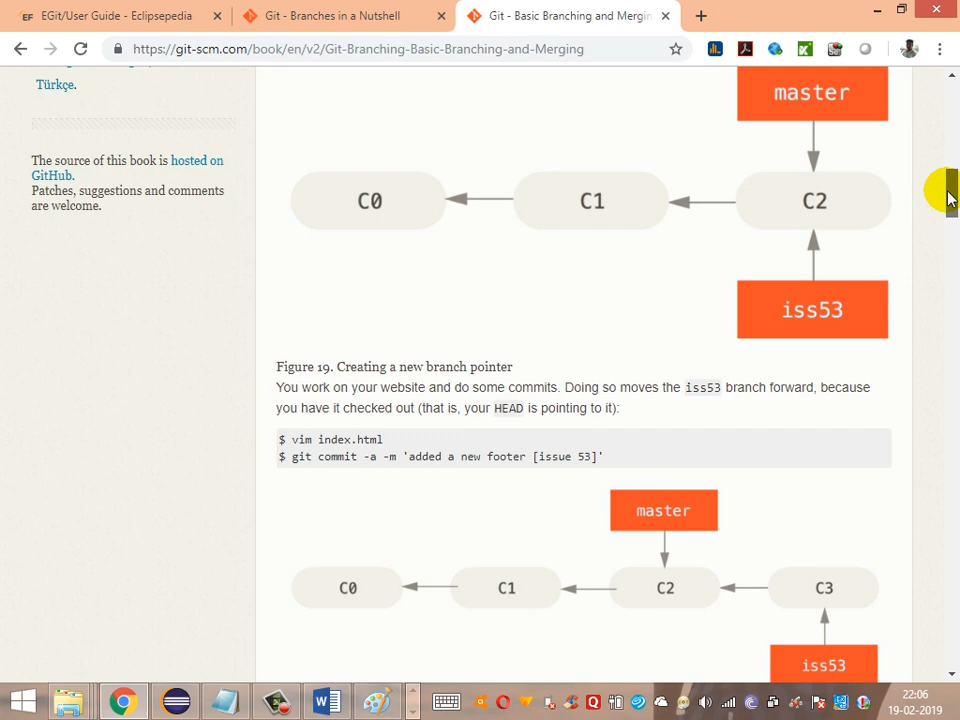 EGit/User Guide - Eclipsepedia
Git - Branches in a Nutshell
Git - Basic Branching and Mergin
https://git-scm.com/book/en/v2/Git-Branching-Basic-Branching-and-Merging
Türkçe.
The source of this book is hosted on
GitHub.
Patches, suggestions and comments
are welcome.
master
C0
C1
C2
iss53
Figure 19. Creating a new branch pointer
You work on your website and do some commits. Doing so moves the iss53 branch forward, because
you have it checked out (that is, your HEAD is pointing to it):
$ vim index.html
$ git commit -a -m 'added a new footer [issue 53]'
master
C0
C1
C2
C3
iss53
22:06
19-02-2019